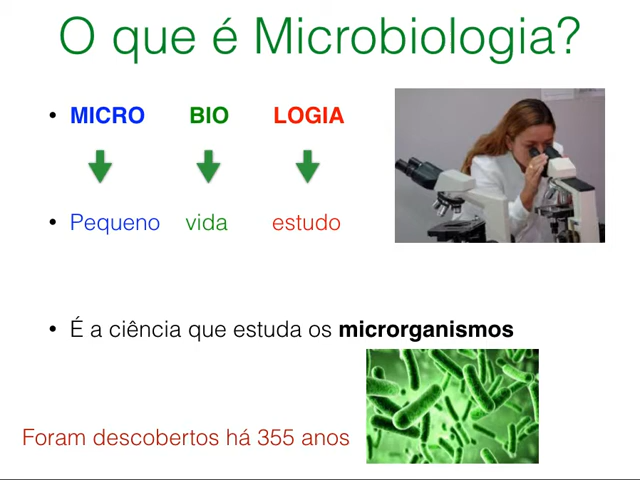 O que é Microbiologia?
• MICRO BIO LOGIA
• Pequeno vida estudo
• É a ciência que estuda os microrganismos
Foram descobertos há 355 anos